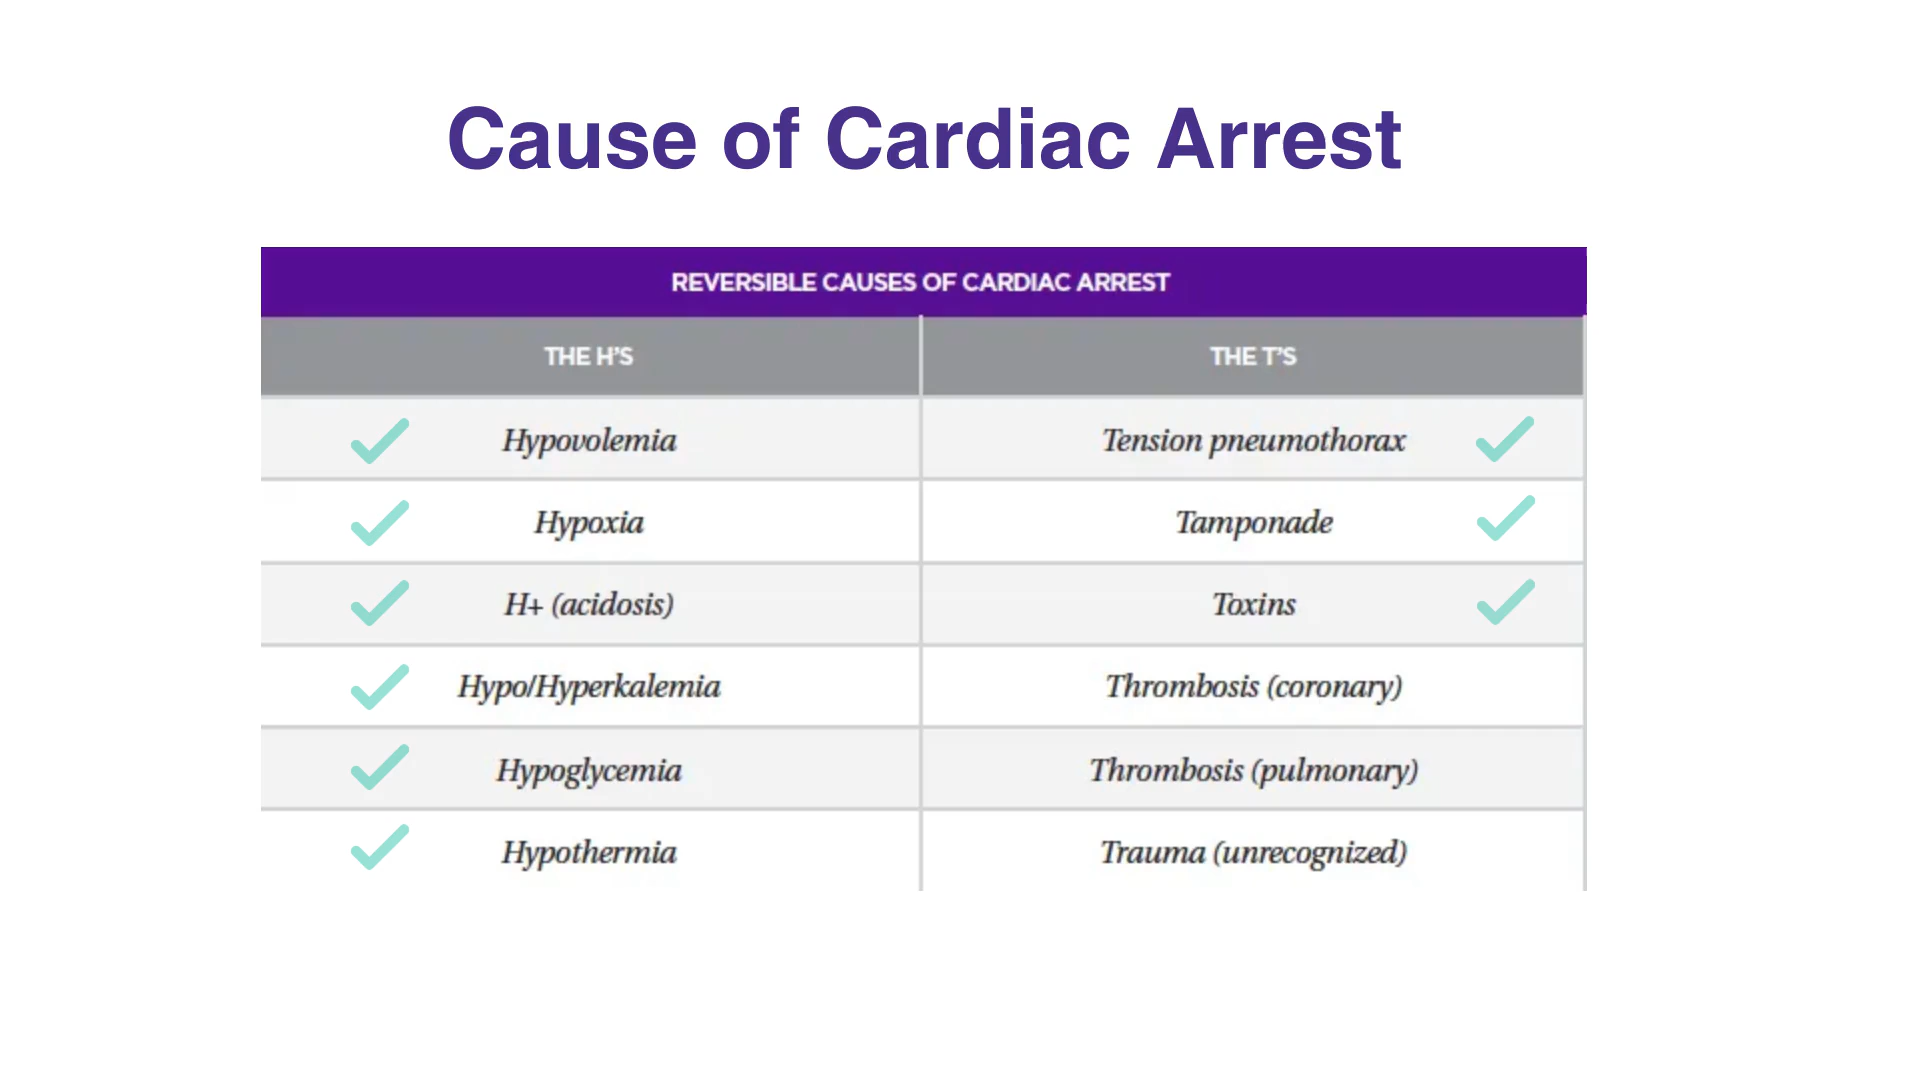 Cause of Cardiac Arrest
REVERSIBLE CAUSES OF CARDIAC ARREST
THE H'S
THE T'S
Hypovolemia
Tension pneumothorax
Hypoxia
Tamponade
H+ (acidosis)
Toxins
Hypo/Hyperkalemia
Thrombosis (coronary)
Hypoglycemia
Thrombosis (pulmonary)
Hypothermia
Trauma (unrecognized)